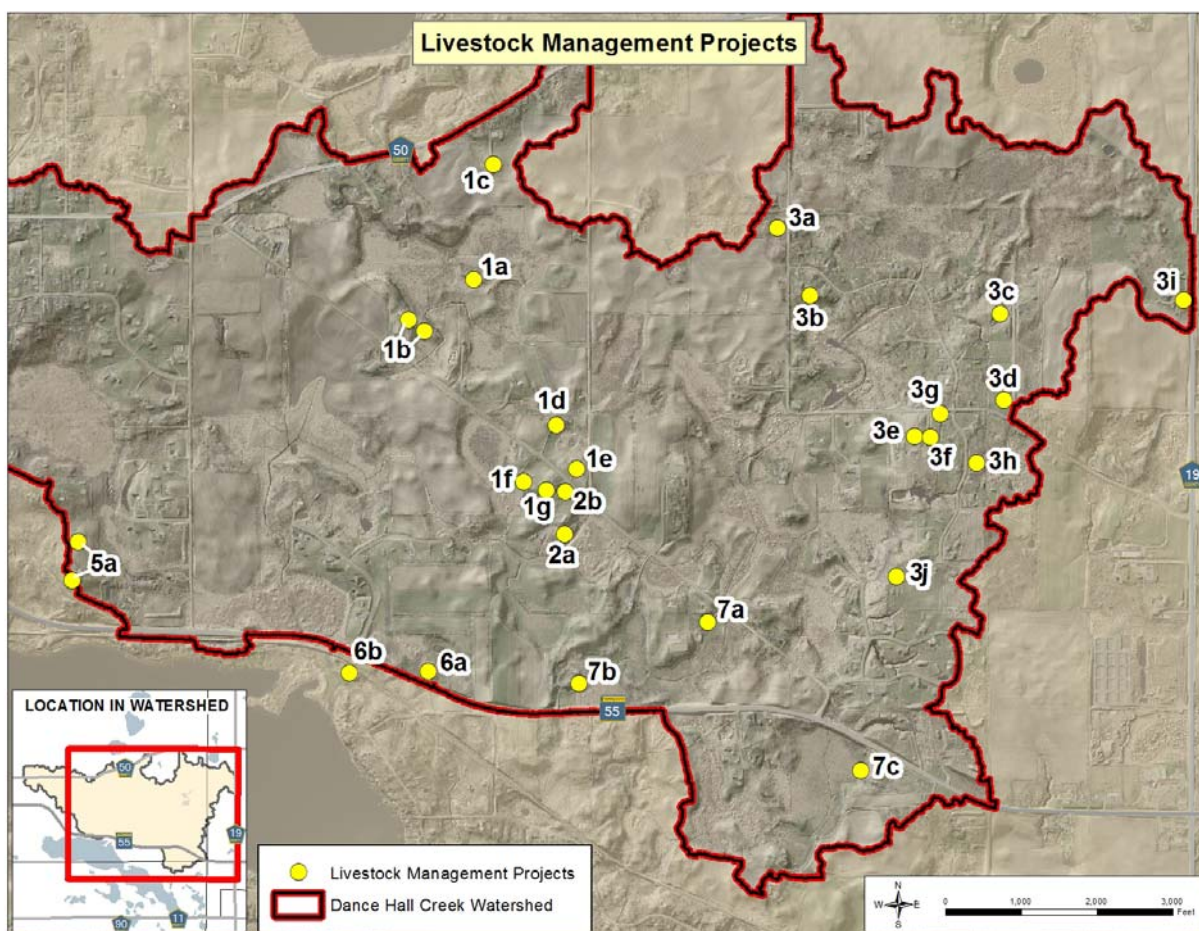 Livestock Management Projects
50
1c
3a
1a
3b
3c
3i
1b
1d
3g
3d
3e
3f
1e
1f
3h
19
1g
2b
2a
5a
3j
7a
6b
6a
7b
55
7c
LOCATION IN WATERSHED
50
19
55
11
90
Livestock Management Projects
Dance Hall Creek Watershed
N
W
E
S
0
1,000
2,000
3,000
Feet